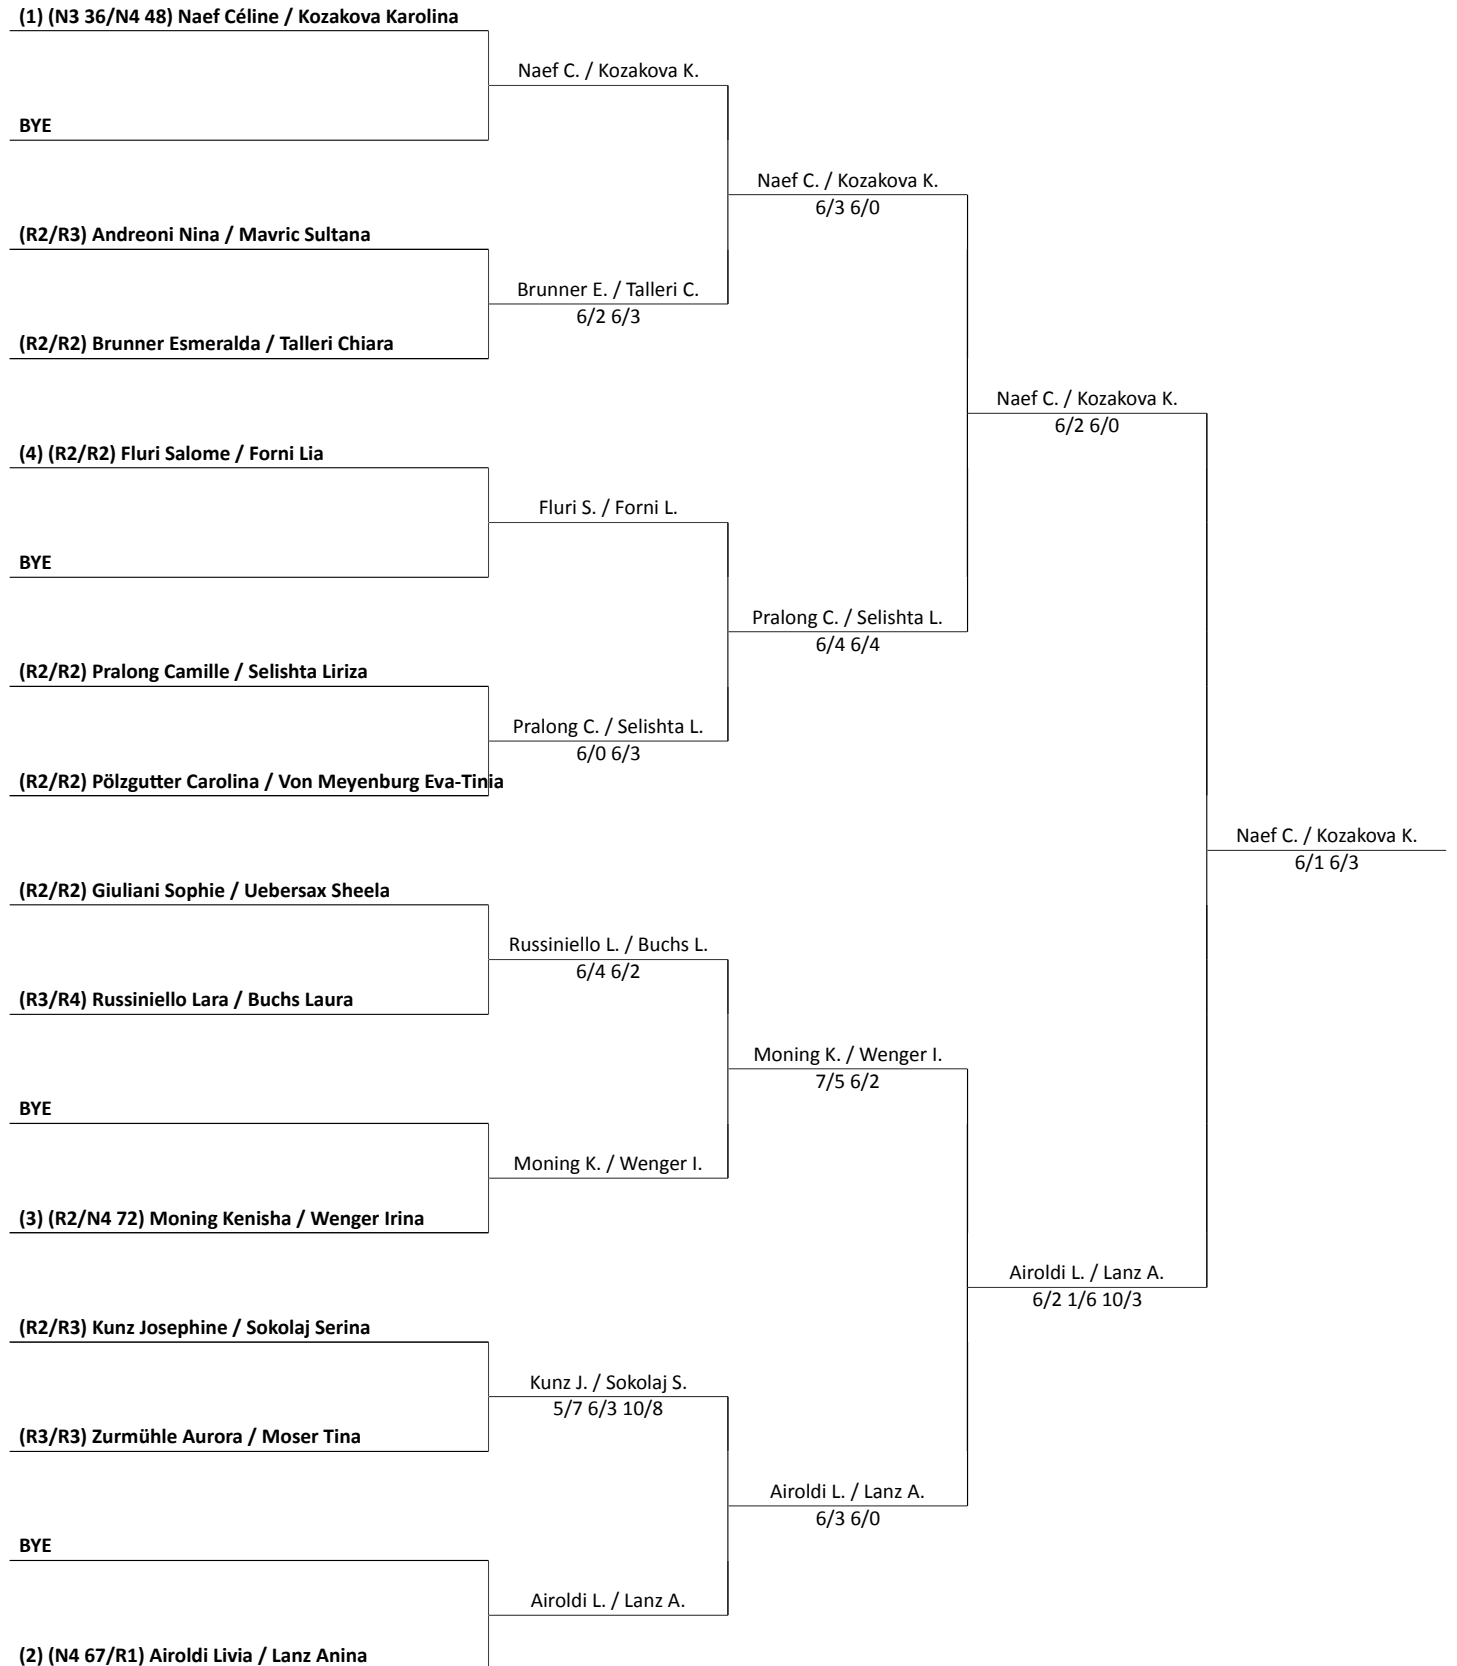 (1) (N3 36/N4 48) Naef Céline / Kozakova Karolina
Naef C. / Kozakova K.
BYE
Naef C. / Kozakova K.
6/3 6/0
(R2/R3) Andreoni Nina / Mavric Sultana
Brunner E. / Talleri C.
6/2 6/3
(R2/R2) Brunner Esmeralda / Talleri Chiara
Naef C. / Kozakova K.
6/2 6/0
(4) (R2/R2) Fluri Salome / Forni Lia
Fluri S. / Forni L.
BYE
Pralong C. / Selishta L.
6/4 6/4
(R2/R2) Pralong Camille / Selishta Liriza
Pralong C. / Selishta L.
6/0 6/3
(R2/R2) Pölzgutter Carolina / Von Meyenburg Eva-Tinia
Naef C. / Kozakova K.
6/1 6/3
(R2/R2) Giuliani Sophie / Uebersax Sheela
Russiniello L. / Buchs L.
6/4 6/2
(R3/R4) Russiniello Lara / Buchs Laura
Moning K. / Wenger I.
7/5 6/2
BYE
Moning K. / Wenger I.
(3) (R2/N4 72) Moning Kenisha / Wenger Irina
Airoldi L. / Lanz A.
6/2 1/6 10/3
(R2/R3) Kunz Josephine / Sokolaj Serina
Kunz J. / Sokolaj S.
5/7 6/3 10/8
(R3/R3) Zurmühle Aurora / Moser Tina
Airoldi L. / Lanz A.
6/3 6/0
BYE
Airoldi L. / Lanz A.
(2) (N4 67/R1) Airoldi Livia / Lanz Anina